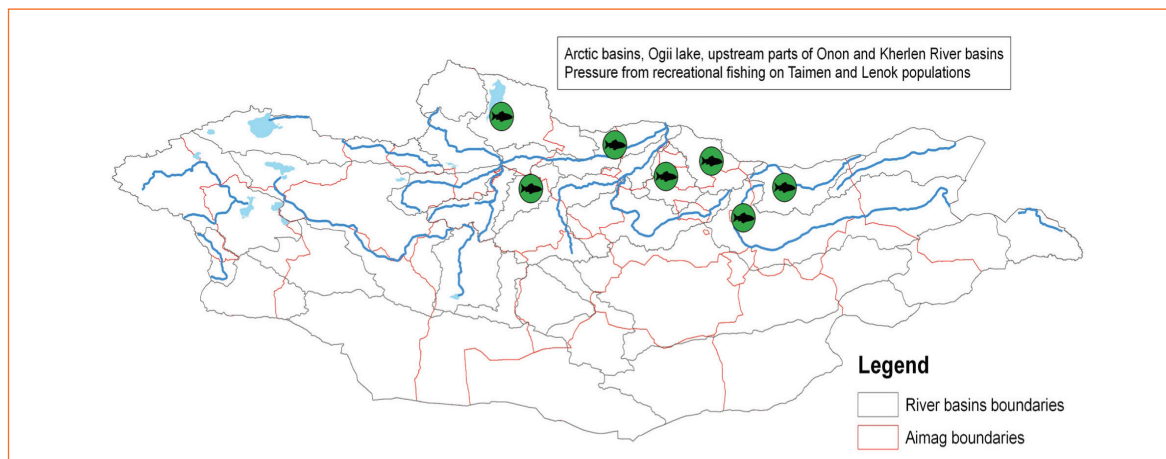 Arctic basins, Ogii lake, upstream parts of Onon and Kherlen River basins
Pressure from recreational fishing on Taimen and Lenok populations
Legend
River basins boundaries
Aimag boundaries